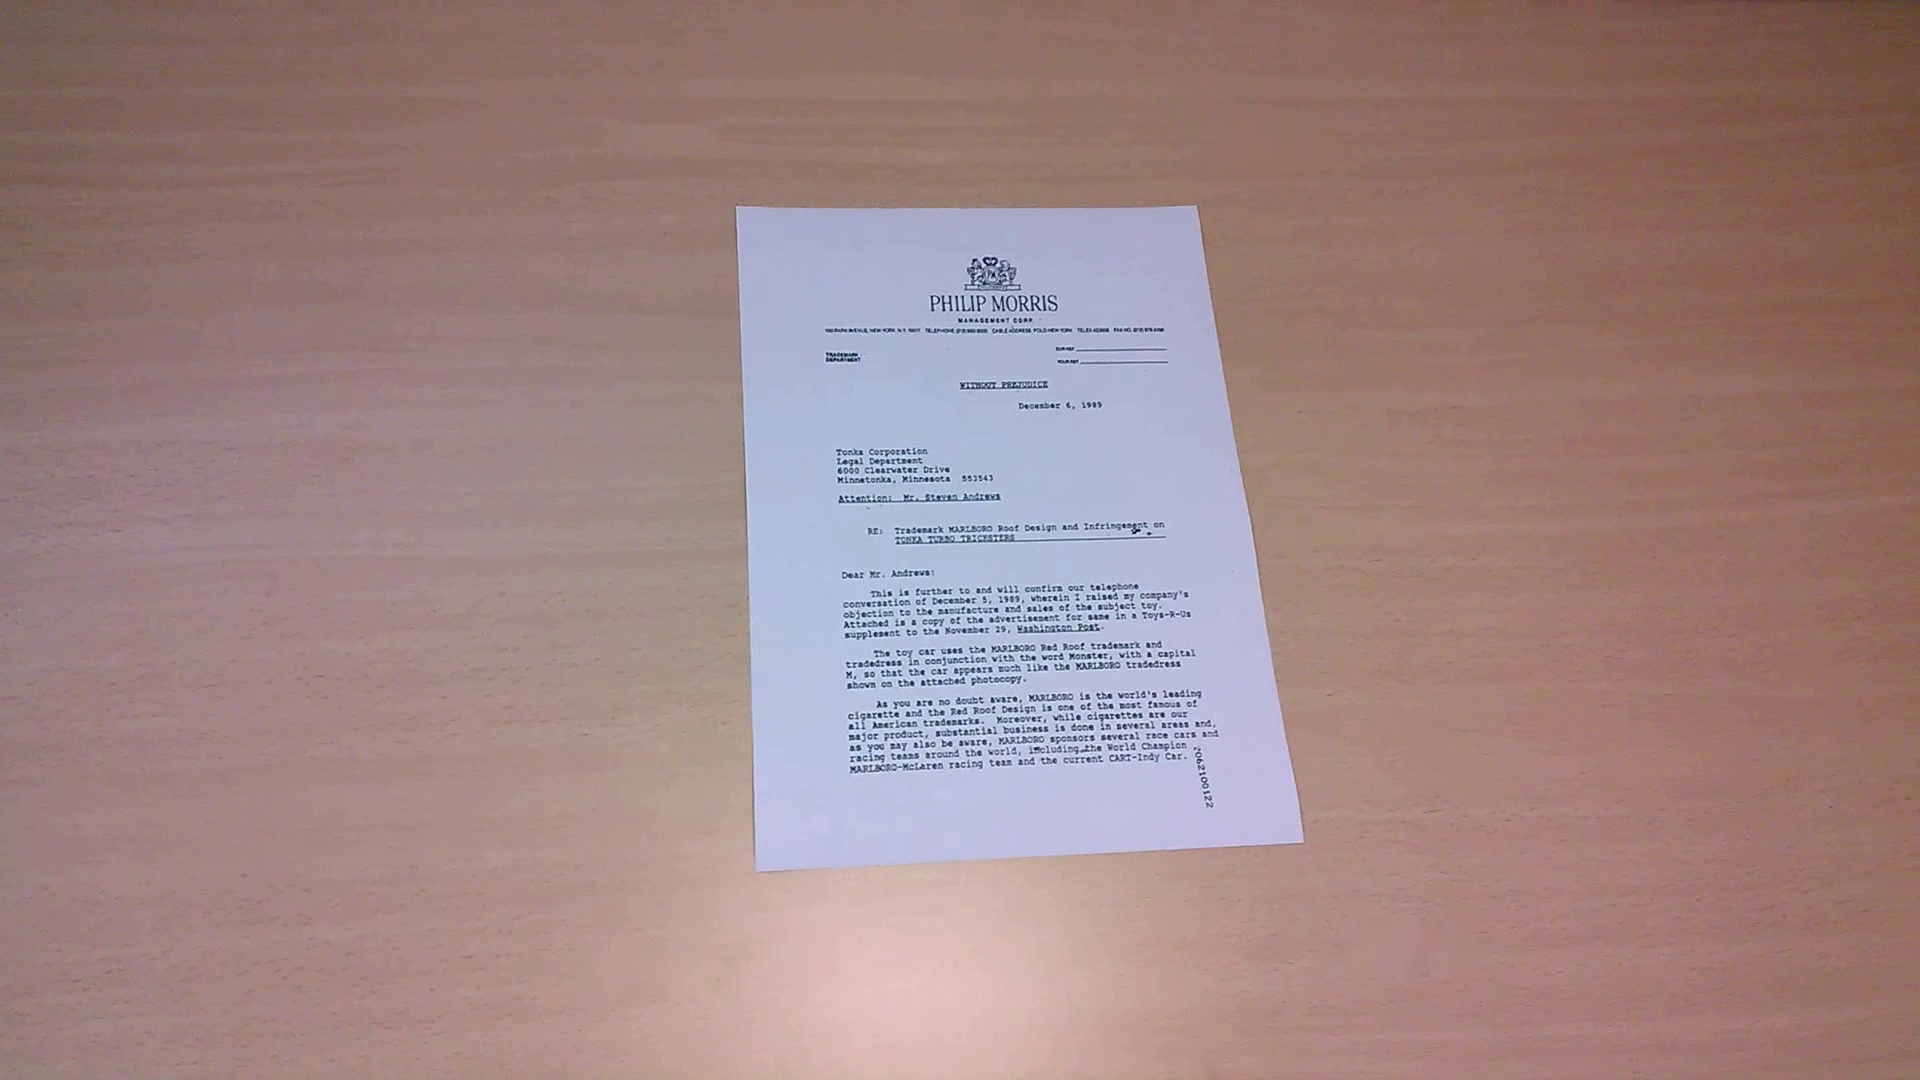 PHILIP MORRIS
MANAGEMENT CORP.
100 PARK AVENUE, NEW YORK, N.Y. 10017 TELEPHONE (212) 880-5000 CABLE ADDRESS POLO NEW YORK TELEX FAX NO. (212)
TRADEMARK
DEPARTMENT
OUR REF.
YOUR REF.
WITHOUT PREJUDICE
December 6, 1989
Tonka Corporation
Legal Department
6000 Clearwater Drive
Minnetonka, Minnesota 553543
Attention: Mr. Steven Andrews
RE: Trademark MARLBORO Roof Design and Infringement on
TONKA TURBO TRICKSTERS
Dear Mr. Andrews:
This is further to and will confirm our telephone
conversation of December 5, 1989, wherein I raised my company's
objection to the manufacture and sales of the subject toy.
Attached is a copy of the advertisement for same in a Toys-R-Us
supplement to the November 29, Washington Post.
The toy car uses the MARLBORO Red Roof trademark and
tradedress in conjunction with the word Monster, with a capital
M, so that the car appears much like the MARLBORO tradedress
shown on the attached photocopy.
As you are no doubt aware, MARLBORO is the world's leading
cigarette and the Red Roof Design is one of the most famous of
all American trademarks. Moreover, while cigarettes are our
major product, substantial business is done in several areas and,
as you may also be aware, MARLBORO sponsors several race cars and
racing teams around the world, including the World Champion
MARLBORO-McLaren racing team and the current CART-Indy Car.
2062100122